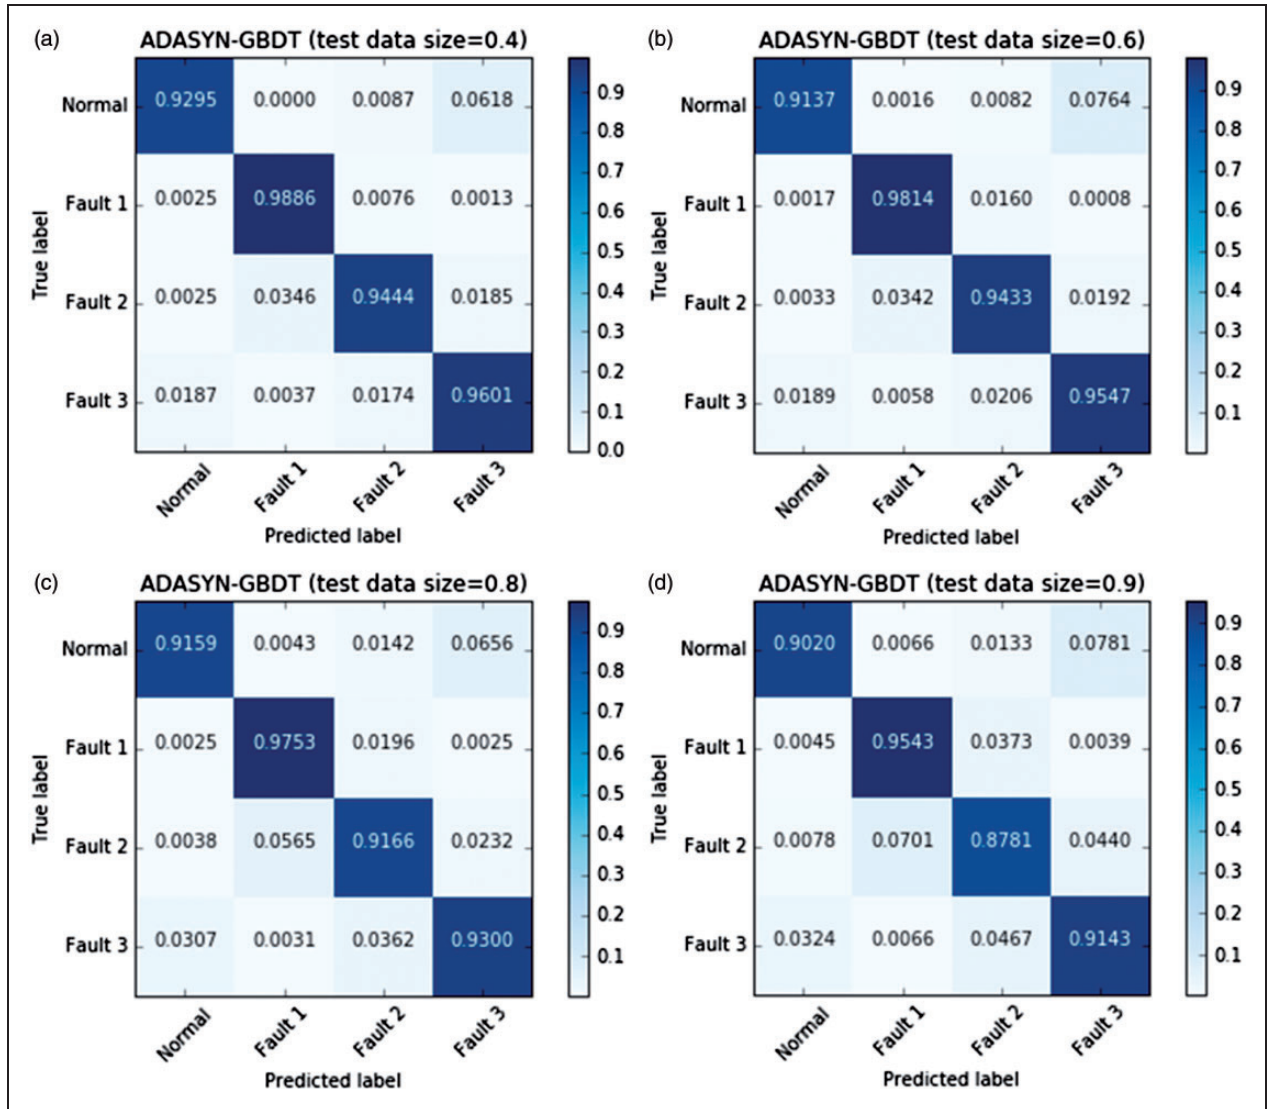 (a)
ADASYN-GBDT (test data size=0.4)
Normal 0.9295 0.0000 0.0087 0.0618
Fault 1 0.0025 0.9886 0.0076 0.0013
Fault 2 0.0025 0.0346 0.9444 0.0185
Fault 3 0.0187 0.0037 0.0174 0.9601
True label
Normal Fault 1 Fault 2 Fault 3
Predicted label
0.9
0.8
0.7
0.6
0.5
0.4
0.3
0.2
0.1
0.0
(b)
ADASYN-GBDT (test data size=0.6)
Normal 0.9137 0.0016 0.0082 0.0764
Fault 1 0.0017 0.9814 0.0160 0.0008
Fault 2 0.0033 0.0342 0.9433 0.0192
Fault 3 0.0189 0.0058 0.0206 0.9547
True label
Normal Fault 1 Fault 2 Fault 3
Predicted label
0.9
0.8
0.7
0.6
0.5
0.4
0.3
0.2
0.1
(c)
ADASYN-GBDT (test data size=0.8)
Normal 0.9159 0.0043 0.0142 0.0656
Fault 1 0.0025 0.9753 0.0196 0.0025
Fault 2 0.0038 0.0565 0.9166 0.0232
Fault 3 0.0307 0.0031 0.0362 0.9300
True label
Normal Fault 1 Fault 2 Fault 3
Predicted label
0.9
0.8
0.7
0.6
0.5
0.4
0.3
0.2
0.1
(d)
ADASYN-GBDT (test data size=0.9)
Normal 0.9020 0.0066 0.0133 0.0781
Fault 1 0.0045 0.9543 0.0373 0.0039
Fault 2 0.0078 0.0701 0.8781 0.0440
Fault 3 0.0324 0.0066 0.0467 0.9143
True label
Normal Fault 1 Fault 2 Fault 3
Predicted label
0.9
0.8
0.7
0.6
0.5
0.4
0.3
0.2
0.1